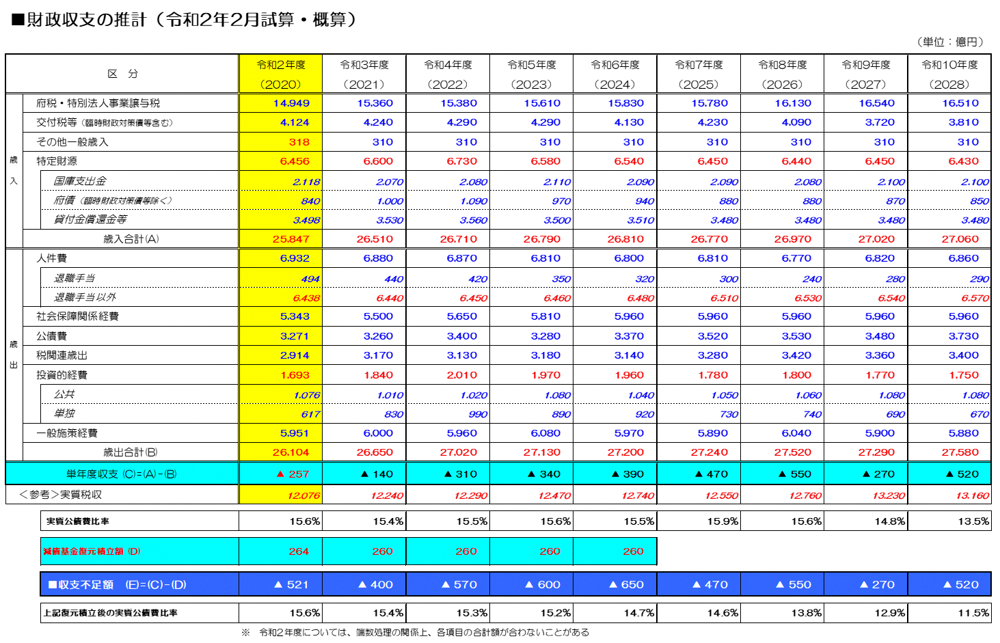 ■財政収支の推計（令和2年2月試算・概算）
（単位：億円）
区 分 令和2年度 令和3年度 令和4年度 令和5年度 令和6年度 令和7年度 令和8年度 令和9年度 令和10年度
（2020） （2021） （2022） （2023） （2024） （2025） （2026） （2027） （2028）
歳入
府税・特別法人事業譲与税 14,949 15,360 15,380 15,610 15,830 15,780 16,130 16,540 16,510
交付税等（臨時財政対策債等含む） 4,124 4,240 4,290 4,290 4,130 4,230 4,090 3,720 3,810
その他一般歳入 318 310 310 310 310 310 310 310 310
特定財源 6,456 6,600 6,730 6,580 6,540 6,450 6,440 6,450 6,430
国庫支出金 2,118 2,070 2,080 2,110 2,090 2,090 2,080 2,100 2,100
府債（臨時財政対策債等除く） 840 1,000 1,090 970 940 880 880 870 850
貸付金償還金等 3,498 3,530 3,560 3,500 3,510 3,480 3,480 3,480 3,480
歳入合計(A) 25,847 26,510 26,710 26,790 26,810 26,770 26,970 27,020 27,060
歳出
人件費 6,932 6,880 6,870 6,810 6,800 6,810 6,770 6,820 6,860
退職手当 494 440 420 350 320 300 240 280 290
退職手当以外 6,438 6,440 6,450 6,460 6,480 6,510 6,530 6,540 6,570
社会保障関係経費 5,343 5,500 5,650 5,810 5,960 5,960 5,960 5,960 5,960
公債費 3,271 3,260 3,400 3,280 3,370 3,520 3,530 3,480 3,730
税関連歳出 2,914 3,170 3,130 3,180 3,140 3,280 3,420 3,360 3,400
投資的経費 1,693 1,840 2,010 1,970 1,960 1,780 1,800 1,770 1,750
公共 1,076 1,010 1,020 1,080 1,040 1,050 1,060 1,080 1,080
単独 617 830 990 890 920 730 740 690 670
一般施策経費 5,951 6,000 5,960 6,080 5,970 5,890 6,040 5,900 5,880
歳出合計(B) 26,104 26,650 27,020 27,130 27,200 27,240 27,520 27,290 27,580
単年度収支 (C)=(A)-(B) ▲ 257 ▲ 140 ▲ 310 ▲ 340 ▲ 390 ▲ 470 ▲ 550 ▲ 270 ▲ 520
＜参考＞実質税収 12,076 12,240 12,290 12,470 12,740 12,550 12,760 13,230 13,160
実質公債費比率 15.6% 15.4% 15.5% 15.6% 15.5% 15.9% 15.6% 14.8% 13.5%
減債基金復元積立額 (D) 264 260 260 260 260
■収支不足額 (E)=(C)-(D) ▲ 521 ▲ 400 ▲ 570 ▲ 600 ▲ 650 ▲ 470 ▲ 550 ▲ 270 ▲ 520
上記復元積立後の実質公債費比率 15.6% 15.4% 15.3% 15.2% 14.7% 14.6% 13.8% 12.9% 11.5%
※ 令和2年度については、端数処理の関係上、各項目の合計額が合わないことがある